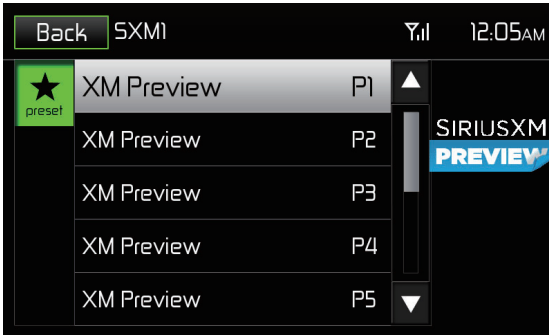 Back SXM1 12:05AM
preset
XM Preview P1
XM Preview P2
XM Preview P3
XM Preview P4
XM Preview P5
SIRIUSXM
PREVIEW